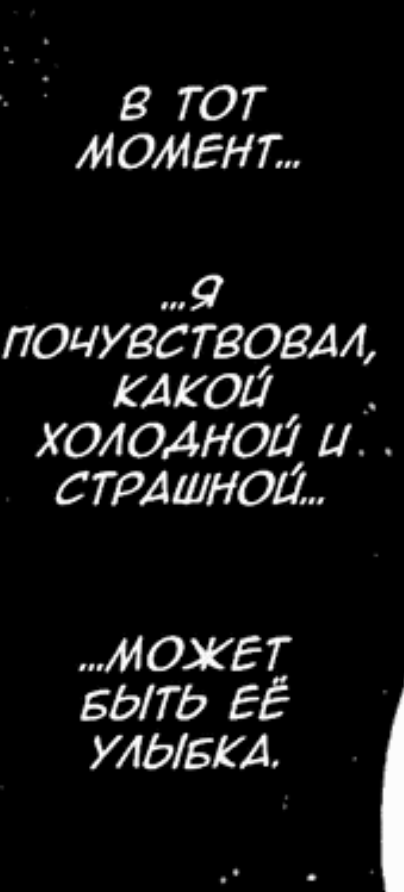 В ТОТ
МОМЕНТ...
...Я
ПОЧУВСТВОВАЛ,
КАКОЙ
ХОЛОДНОЙ И
СТРАШНОЙ...
...МОЖЕТ
БЫТЬ ЕЁ
УЛЫБКА.